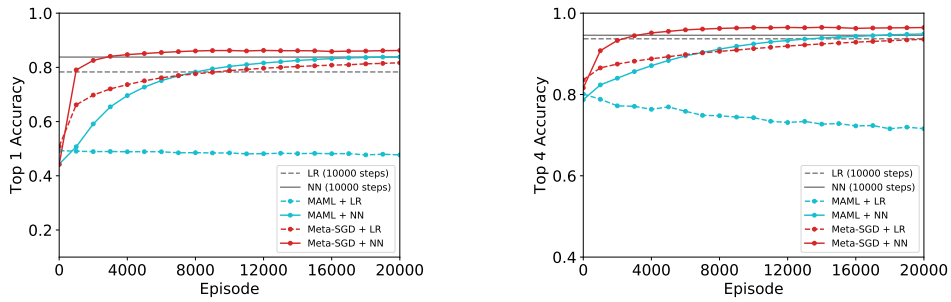 1.0
0.8
0.6
0.4
0.2
Top 1 Accuracy
0
4000
8000
12000
16000
20000
Episode
LR (10000 steps)
NN (10000 steps)
MAML + LR
MAML + NN
Meta-SGD + LR
Meta-SGD + NN
1.0
0.8
0.6
0.4
Top 4 Accuracy
0
4000
8000
12000
16000
20000
Episode
LR (10000 steps)
NN (10000 steps)
MAML + LR
MAML + NN
Meta-SGD + LR
Meta-SGD + NN